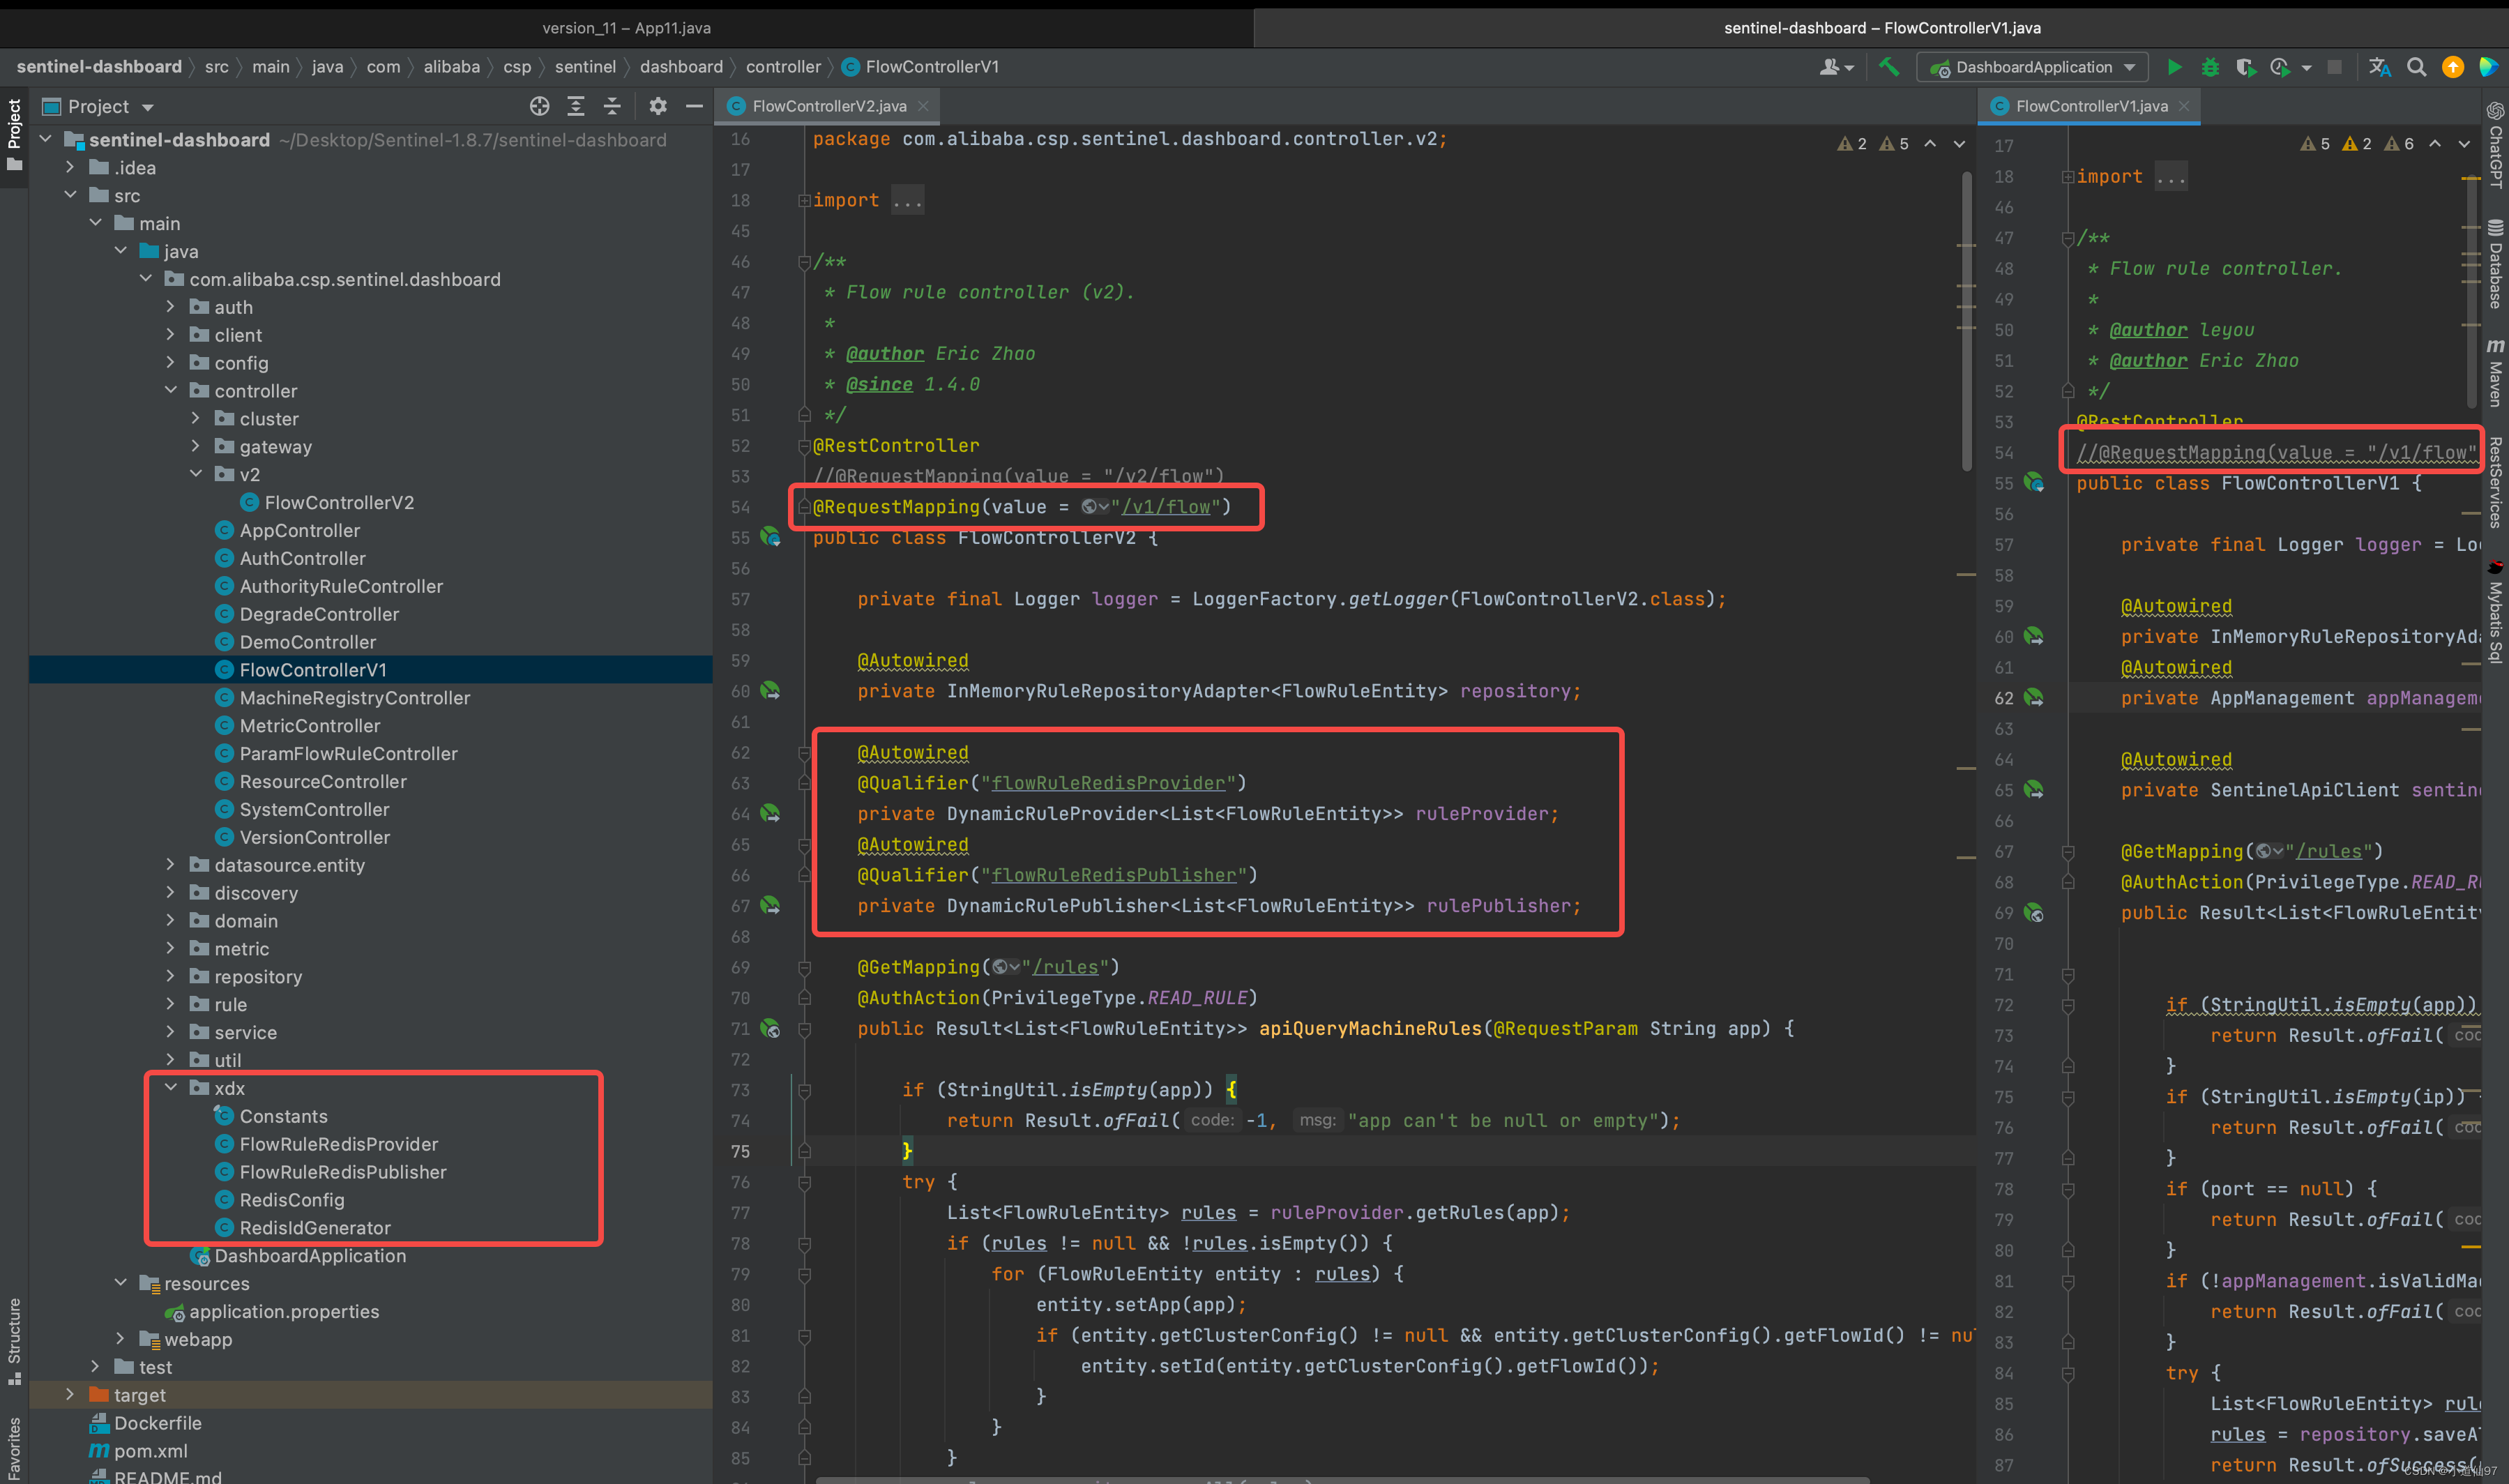 version_11 – App11.java
sentinel-dashboard – FlowControllerV1.java
sentinel-dashboard
src
main
java
com
alibaba
csp
sentinel
dashboard
controller
FlowControllerV1
DashboardApplication
Project
Structure
Favorites
Project
sentinel-dashboard ~/Desktop/Sentinel-1.8.7/sentinel-dashboard
.idea
src
main
java
com.alibaba.csp.sentinel.dashboard
auth
client
config
controller
cluster
gateway
v2
FlowControllerV2
AppController
AuthController
AuthorityRuleController
DegradeController
DemoController
FlowControllerV1
MachineRegistryController
MetricController
ParamFlowRuleController
ResourceController
SystemController
VersionController
datasource.entity
discovery
domain
metric
repository
rule
service
util
xdx
Constants
FlowRuleRedisProvider
FlowRuleRedisPublisher
RedisConfig
RedisIdGenerator
DashboardApplication
resources
application.properties
webapp
test
target
Dockerfile
pom.xml
README.md
FlowControllerV2.java
2 5
16 package com.alibaba.csp.sentinel.dashboard.controller.v2;
17
18 import ...
45
46 /**
47 * Flow rule controller (v2).
48 *
49 * @author Eric Zhao
50 * @since 1.4.0
51 */
52 @RestController
53 //@RequestMapping(value = "/v2/flow")
54 @RequestMapping(value = "/v1/flow")
55 public class FlowControllerV2 {
56
57 private final Logger logger = LoggerFactory.getLogger(FlowControllerV2.class);
58
59 @Autowired
60 private InMemoryRuleRepositoryAdapter<FlowRuleEntity> repository;
61
62 @Autowired
63 @Qualifier("flowRuleRedisProvider")
64 private DynamicRuleProvider<List<FlowRuleEntity>> ruleProvider;
65 @Autowired
66 @Qualifier("flowRuleRedisPublisher")
67 private DynamicRulePublisher<List<FlowRuleEntity>> rulePublisher;
68
69 @GetMapping("/rules")
70 @AuthAction(PrivilegeType.READ_RULE)
71 public Result<List<FlowRuleEntity>> apiQueryMachineRules(@RequestParam String app) {
72
73 if (StringUtil.isEmpty(app)) {
74 return Result.ofFail( code: -1, msg: "app can't be null or empty");
75 }
76 try {
77 List<FlowRuleEntity> rules = ruleProvider.getRules(app);
78 if (rules != null && !rules.isEmpty()) {
79 for (FlowRuleEntity entity : rules) {
80 entity.setApp(app);
81 if (entity.getClusterConfig() != null && entity.getClusterConfig().getFlowId() != nu
82 entity.setId(entity.getClusterConfig().getFlowId());
83 }
84 }
85 }
FlowControllerV1.java
5 2 6
17
18 import ...
46
47 /**
48 * Flow rule controller.
49 *
50 * @author leyou
51 * @author Eric Zhao
52 */
53 @RestController
54 //@RequestMapping(value = "/v1/flow"
55 public class FlowControllerV1 {
56
57 private final Logger logger = Lo
58
59 @Autowired
60 private InMemoryRuleRepositoryAd
61 @Autowired
62 private AppManagement appManagem
63
64 @Autowired
65 private SentinelApiClient sentin
66
67 @GetMapping("/rules")
68 @AuthAction(PrivilegeType.READ_R
69 public Result<List<FlowRuleEntit
70
71
72 if (StringUtil.isEmpty(app))
73 return Result.ofFail( cod
74 }
75 if (StringUtil.isEmpty(ip)) {
76 return Result.ofFail( cod
77 }
78 if (port == null) {
79 return Result.ofFail( cod
80 }
81 if (!appManagement.isValidMa
82 return Result.ofFail( cod
83 }
84 try {
85 List<FlowRuleEntity> rul
86 rules = repository.saveA
87 return Result.ofSuccess(
ChatGPT
Database
Maven
RestServices
Mybatis Sql
CSDN @小道仙97